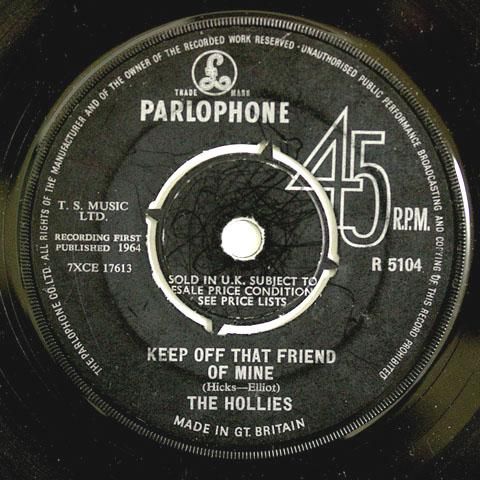 THE PARLOPHONE CO. LTD. · ALL RIGHTS OF THE MANUFACTURER AND OF THE OWNER OF THE RECORDED WORK RESERVED · UNAUTHORISED PUBLIC PERFORMANCE BROADCASTING AND COPYING OF THIS RECORD PROHIBITED
£
TRADE MARK
PARLOPHONE
45
R.P.M.
T. S. MUSIC
LTD.
RECORDING FIRST
PUBLISHED 1964
7XCE 17613
R 5104
SOLD IN U.K. SUBJECT TO
RESALE PRICE CONDITIONS
SEE PRICE LISTS
KEEP OFF THAT FRIEND
OF MINE
(Hicks—Elliot)
THE HOLLIES
MADE IN GT. BRITAIN